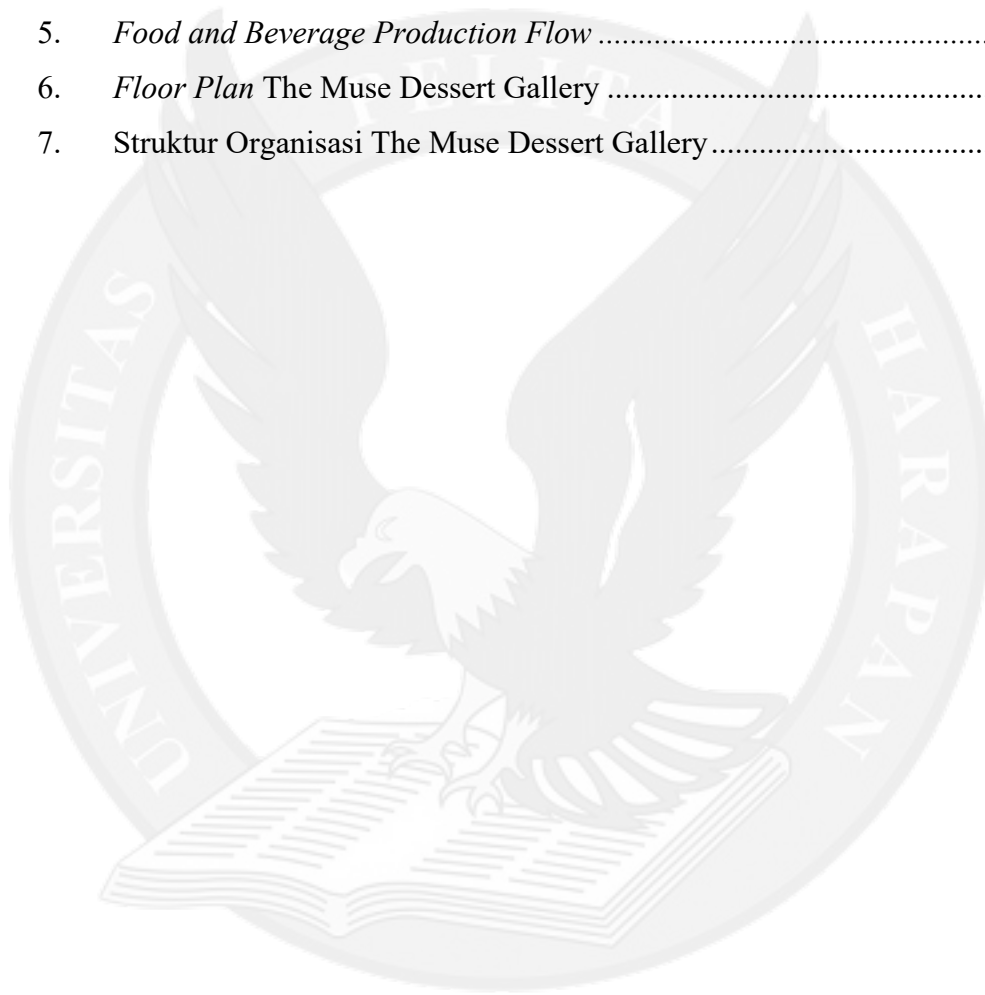 5. Food and Beverage Production Flow ..........................................
6. Floor Plan The Muse Dessert Gallery ........................................
7. Struktur Organisasi The Muse Dessert Gallery ..............................
UNIVERSITAS PELITA HARAPAN